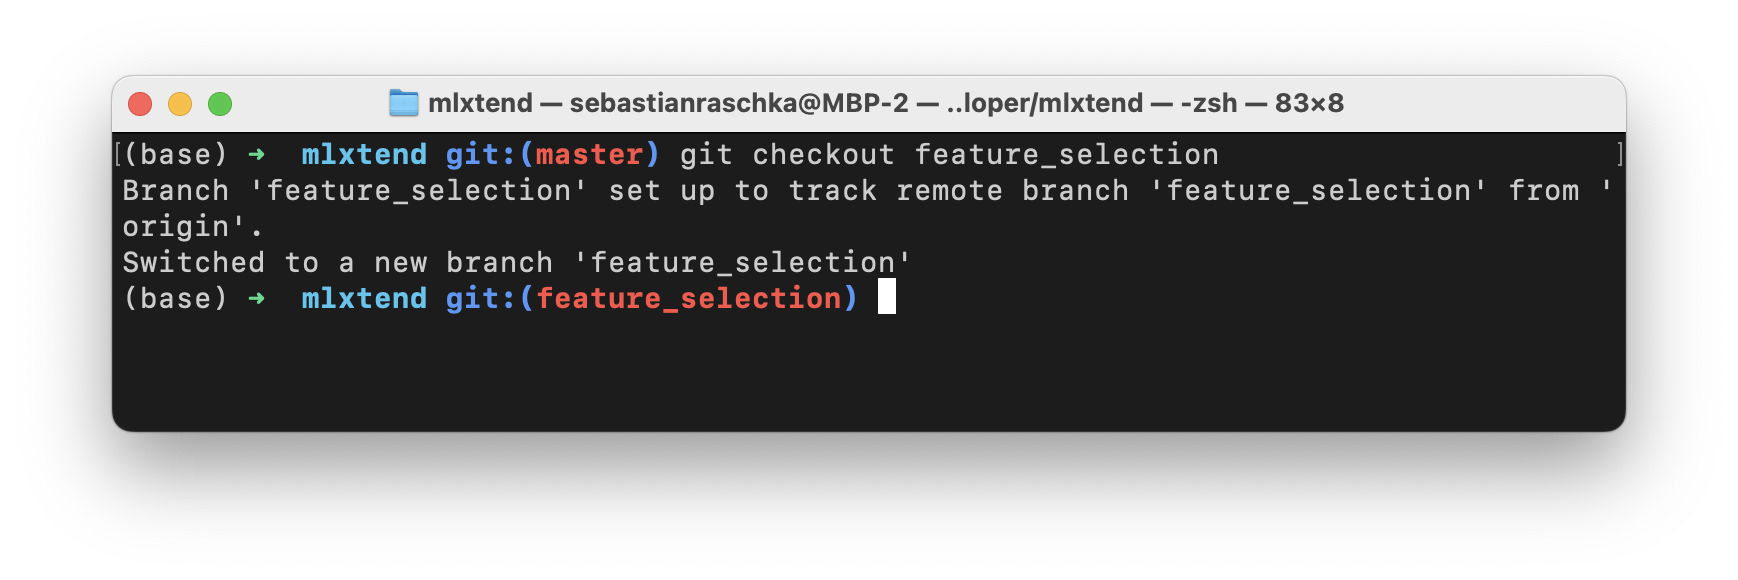 mlxtend — sebastianraschka@MBP-2 — ..loper/mlxtend — -zsh — 83×8
[(base) ➜  mlxtend git:(master) git checkout feature_selection ]
Branch 'feature_selection' set up to track remote branch 'feature_selection' from '
origin'.
Switched to a new branch 'feature_selection'
(base) ➜  mlxtend git:(feature_selection)